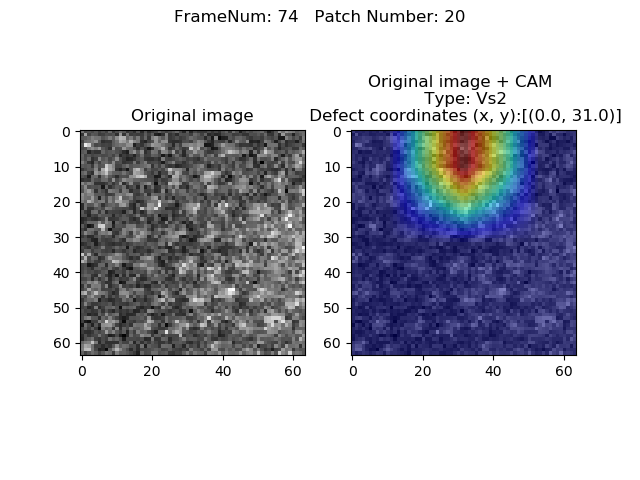 FrameNum: 74   Patch Number: 20
Original image
Original image + CAM
Type: Vs2
Defect coordinates (x, y):[(0.0, 31.0)]
0
10
20
30
40
50
60
0 20 40 60
0
10
20
30
40
50
60
0 20 40 60